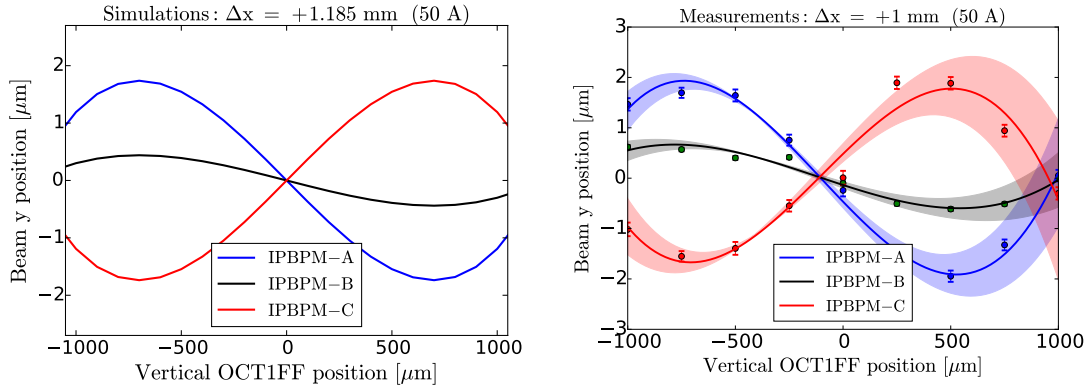 Simulations: Δx = +1.185 mm (50 A)
Beam y position [μm]
2
1
0
−1
−2
−1000 −500 0 500 1000
Vertical OCT1FF position [μm]
IPBPM−A
IPBPM−B
IPBPM−C
Measurements: Δx = +1 mm (50 A)
Beam y position [μm]
3
2
1
0
−1
−2
−3
−1000 −500 0 500 1000
Vertical OCT1FF position [μm]
IPBPM−A
IPBPM−B
IPBPM−C